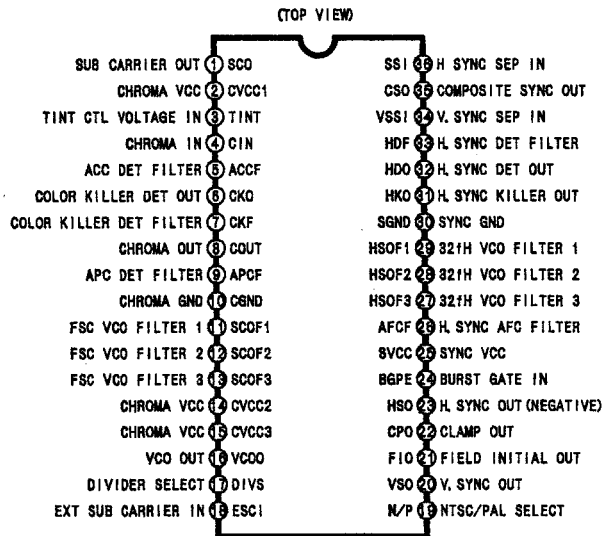 (TOP VIEW)
SUB CARRIER OUT 1 SCO SSI 36 H SYNC SEP IN
CHROMA VCC 2 CVCC1 CSO 35 COMPOSITE SYNC OUT
TINT CTL VOLTAGE IN 3 TINT VSSI 34 V. SYNC SEP IN
CHROMA IN 4 CIN HDF 33 H. SYNC DET FILTER
ACC DET FILTER 5 ACCF HDO 32 H. SYNC DET OUT
COLOR KILLER DET OUT 6 CKO HKO 31 H. SYNC KILLER OUT
COLOR KILLER DET FILTER 7 CKF SGND 30 SYNC GND
CHROMA OUT 8 COUT HSOF1 29 32fH VCO FILTER 1
APC DET FILTER 9 APCF HSOF2 28 32fH VCO FILTER 2
CHROMA GND 10 CGND HSOF3 27 32fH VCO FILTER 3
FSC VCO FILTER 1 11 SCOF1 AFCF 26 H. SYNC AFC FILTER
FSC VCO FILTER 2 12 SCOF2 SVCC 25 SYNC VCC
FSC VCO FILTER 3 13 SCOF3 BGPE 24 BURST GATE IN
CHROMA VCC 14 CVCC2 HSO 23 H. SYNC OUT (NEGATIVE)
CHROMA VCC 15 CVCC3 CPO 22 CLAMP OUT
VCO OUT 16 VCOO FIO 21 FIELD INITIAL OUT
DIVIDER SELECT 17 DIVS VSO 20 V. SYNC OUT
EXT SUB CARRIER IN 18 ESCI N/P 19 NTSC/PAL SELECT